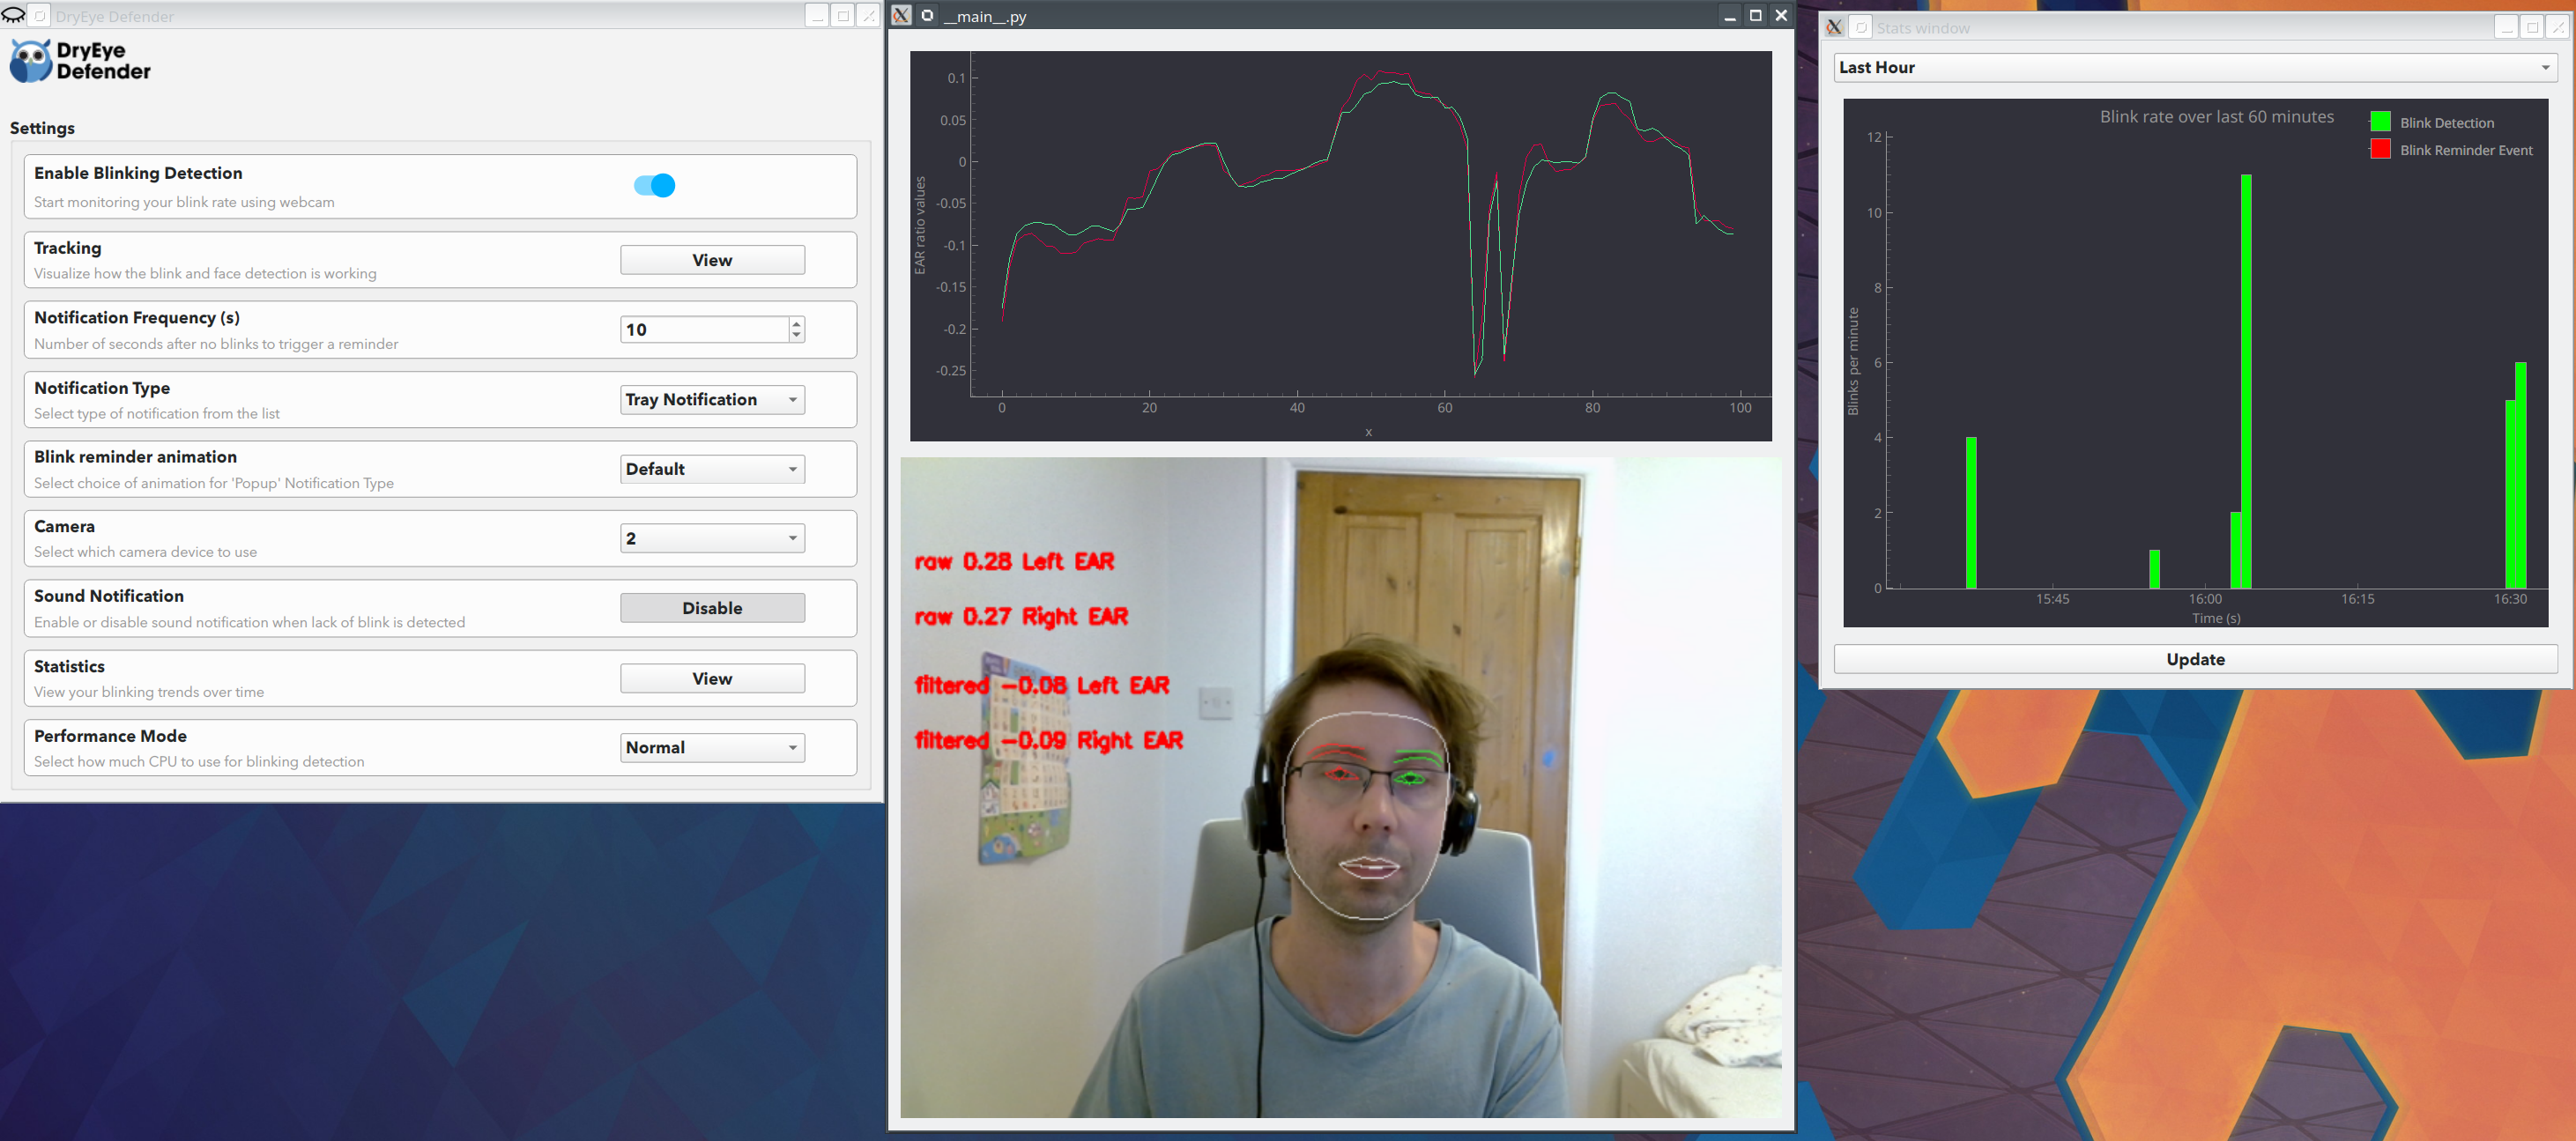 DryEye Defender
DryEye
Defender
Settings
Enable Blinking Detection
Start monitoring your blink rate using webcam
Tracking
Visualize how the blink and face detection is working
View
Notification Frequency (s)
Number of seconds after no blinks to trigger a reminder
10
Notification Type
Select type of notification from the list
Tray Notification
Blink reminder animation
Select choice of animation for 'Popup' Notification Type
Default
Camera
Select which camera device to use
2
Sound Notification
Enable or disable sound notification when lack of blink is detected
Disable
Statistics
View your blinking trends over time
View
Performance Mode
Select how much CPU to use for blinking detection
Normal
__main__.py
0.1
0.05
0
-0.05
-0.1
-0.15
-0.2
-0.25
EAR ratio values
0 20 40 60 80 100
x
raw 0.28 Left EAR
raw 0.27 Right EAR
filtered -0.08 Left EAR
filtered -0.09 Right EAR
Stats window
Last Hour
Blink rate over last 60 minutes
Blink Detection
Blink Reminder Event
12
10
8
6
4
2
0
Blinks per minute
15:45 16:00 16:15 16:30
Time (s)
Update